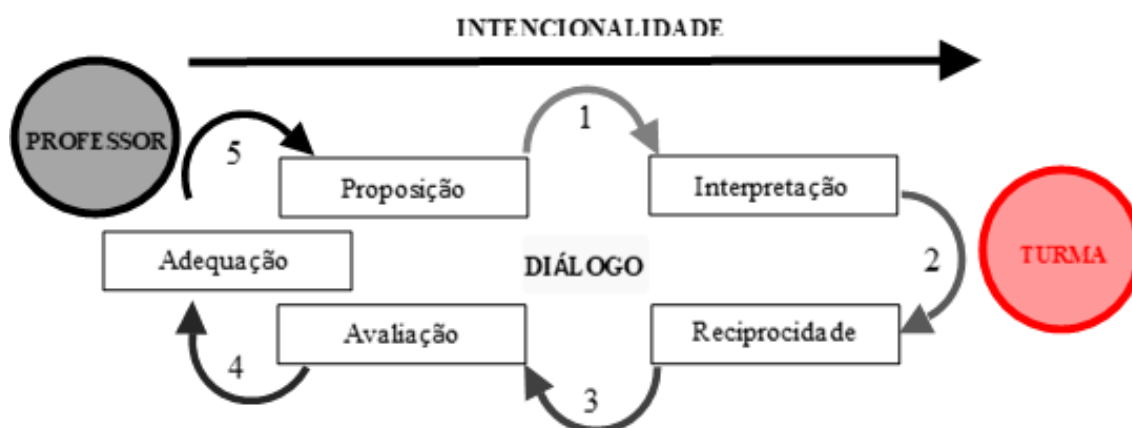 INTENCIONALIDADE
PROFESSOR
5
Proposição
1
Interpretação
2
TURMA
Adequação
DIÁLOGO
Avaliação
Reciprocidade
4
3